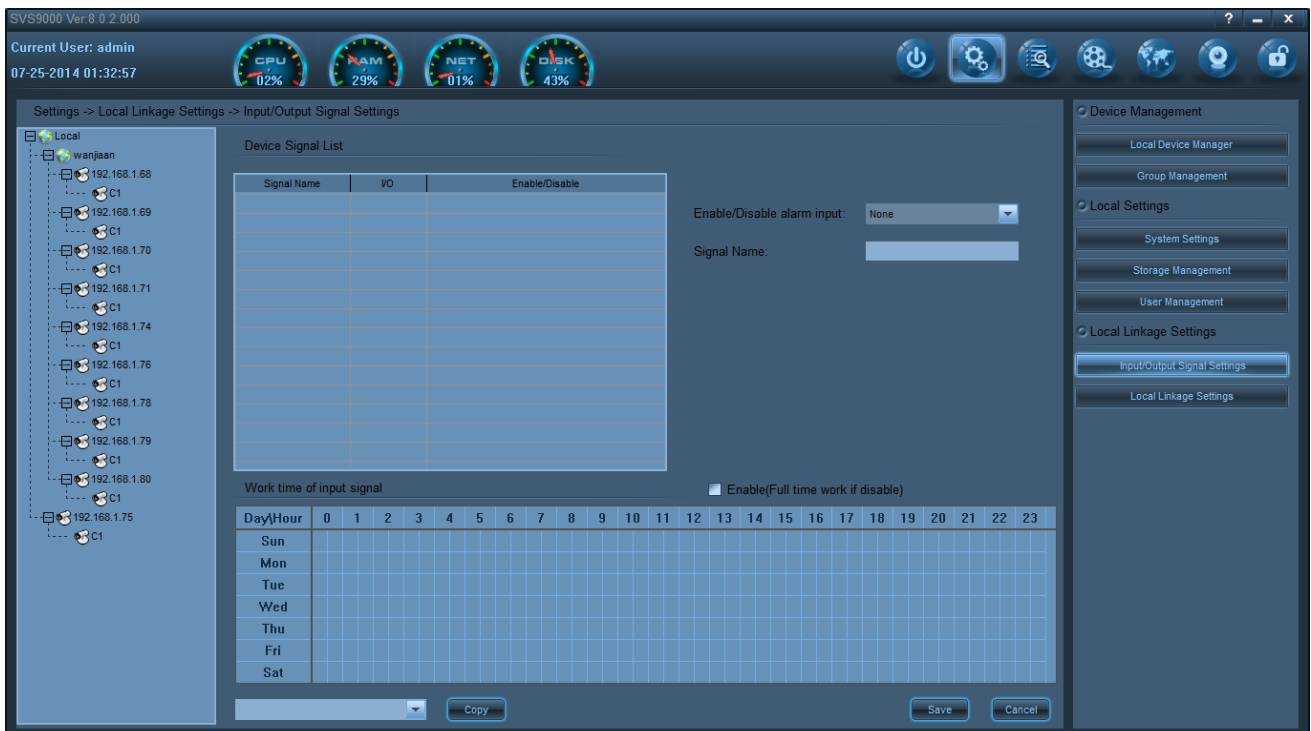 SVS9000 Ver:8.0.2.000
? – x
Current User: admin
07-25-2014 01:32:57
CPU 02%
RAM 29%
NET 01%
DISK 43%
Settings -> Local Linkage Settings -> Input/Output Signal Settings
Local
wanjiaan
192.168.1.68
C1
192.168.1.69
C1
192.168.1.70
C1
192.168.1.71
C1
192.168.1.74
C1
192.168.1.76
C1
192.168.1.78
C1
192.168.1.79
C1
192.168.1.80
C1
192.168.1.75
C1
Device Signal List
Signal Name I/O Enable/Disable
Enable/Disable alarm input: None
Signal Name:
Work time of input signal
Enable(Full time work if disable)
Day\Hour 0 1 2 3 4 5 6 7 8 9 10 11 12 13 14 15 16 17 18 19 20 21 22 23
Sun
Mon
Tue
Wed
Thu
Fri
Sat
Copy
Save
Cancel
Device Management
Local Device Manager
Group Management
Local Settings
System Settings
Storage Management
User Management
Local Linkage Settings
Input/Output Signal Settings
Local Linkage Settings